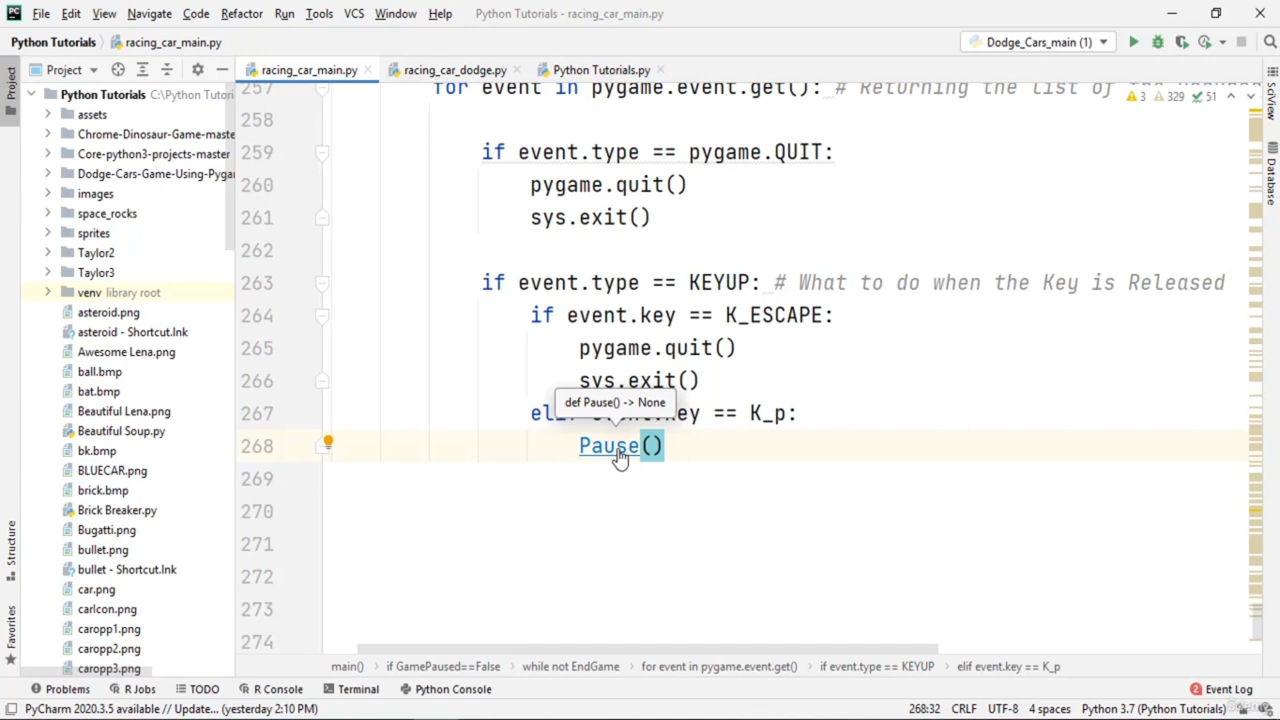 File Edit View Navigate Code Refactor Run Tools VCS Window Help Python Tutorials - racing_car_main.py
Python Tutorials racing_car_main.py Dodge_Cars_main (1)
Project racing_car_main.py racing_car_dodge.py Python Tutorials.py
Project
Python Tutorials C:\Python Tutori
assets
Chrome-Dinosaur-Game-maste
Core-python3-projects-master
Dodge-Cars-Game-Using-Pyga
images
space_rocks
sprites
Taylor2
Taylor3
venv library root
asteroid.png
asteroid - Shortcut.lnk
Awesome Lena.png
ball.bmp
bat.bmp
Beautiful Lena.png
Beautiful Soup.py
bk.bmp
BLUECAR.png
brick.bmp
Brick Breaker.py
Bugatti.png
bullet.png
bullet - Shortcut.lnk
car.png
carIcon.png
caropp1.png
caropp2.png
caropp3.png
Structure
Favorites
257 for event in pygame.event.get(): # Returning the list of
3 329 51
258
259 if event.type == pygame.QUIT:
260 pygame.quit()
261 sys.exit()
262
263 if event.type == KEYUP: # What to do when the Key is Released
264 if event.key == K_ESCAPE:
265 pygame.quit()
266 sys.exit()
def Pause() -> None
267 elif event.key == K_p:
268 Pause()
269
270
271
272
273
274
SciView
Database
main() if GamePaused==False while not EndGame for event in pygame.event.get() if event.type == KEYUP elif event.key == K_p
Problems R Jobs TODO R Console Terminal Python Console 2 Event Log
PyCharm 2020.3.5 available // Update... (yesterday 2:10 PM) 268:32 CRLF UTF-8 4 spaces Python 3.7 (Python Tutorials)